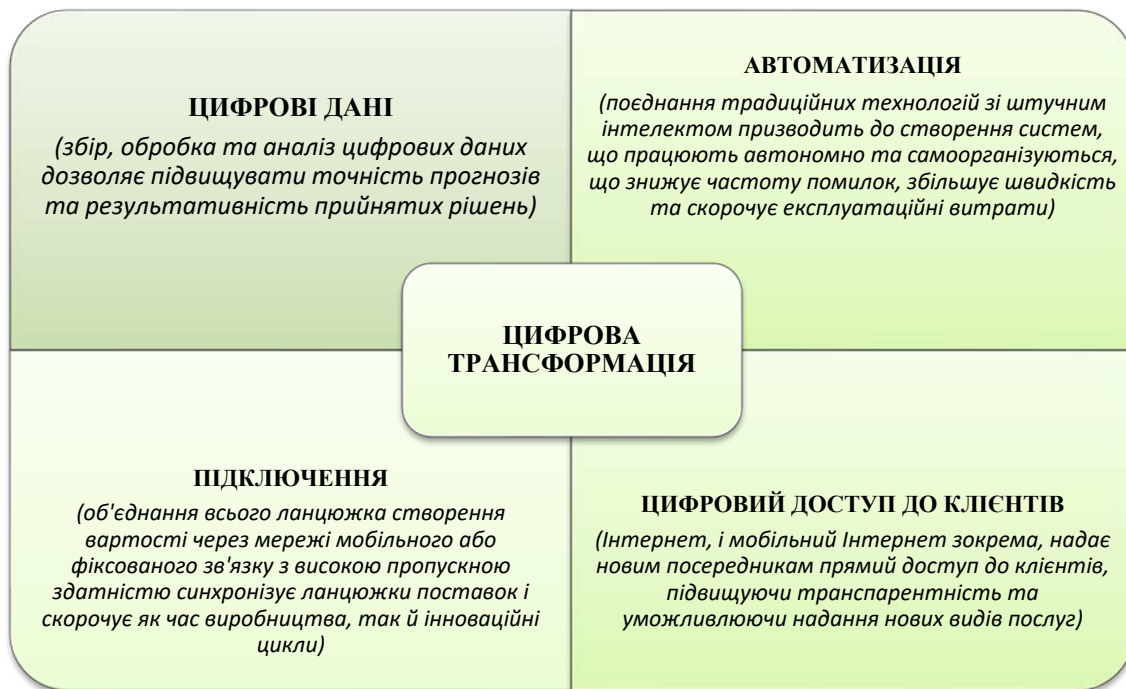 ЦИФРОВІ ДАНІ
(збір, обробка та аналіз цифрових даних
дозволяє підвищувати точність прогнозів
та результативність прийнятих рішень)
АВТОМАТИЗАЦІЯ
(поєднання традиційних технологій зі штучним
інтелектом призводить до створення систем,
що працюють автономно та самоорганізуються,
що знижує частоту помилок, збільшує швидкість
та скорочує експлуатаційні витрати)
ЦИФРОВА
ТРАНСФОРМАЦІЯ
ПІДКЛЮЧЕННЯ
(об'єднання всього ланцюжка створення
вартості через мережі мобільного або
фіксованого зв'язку з високою пропускною
здатністю синхронізує ланцюжки поставок і
скорочує як час виробництва, так й інноваційні
цикли)
ЦИФРОВИЙ ДОСТУП ДО КЛІЄНТІВ
(Інтернет, і мобільний Інтернет зокрема, надає
новим посередникам прямий доступ до клієнтів,
підвищуючи транспарентність та
уможливлюючи надання нових видів послуг)